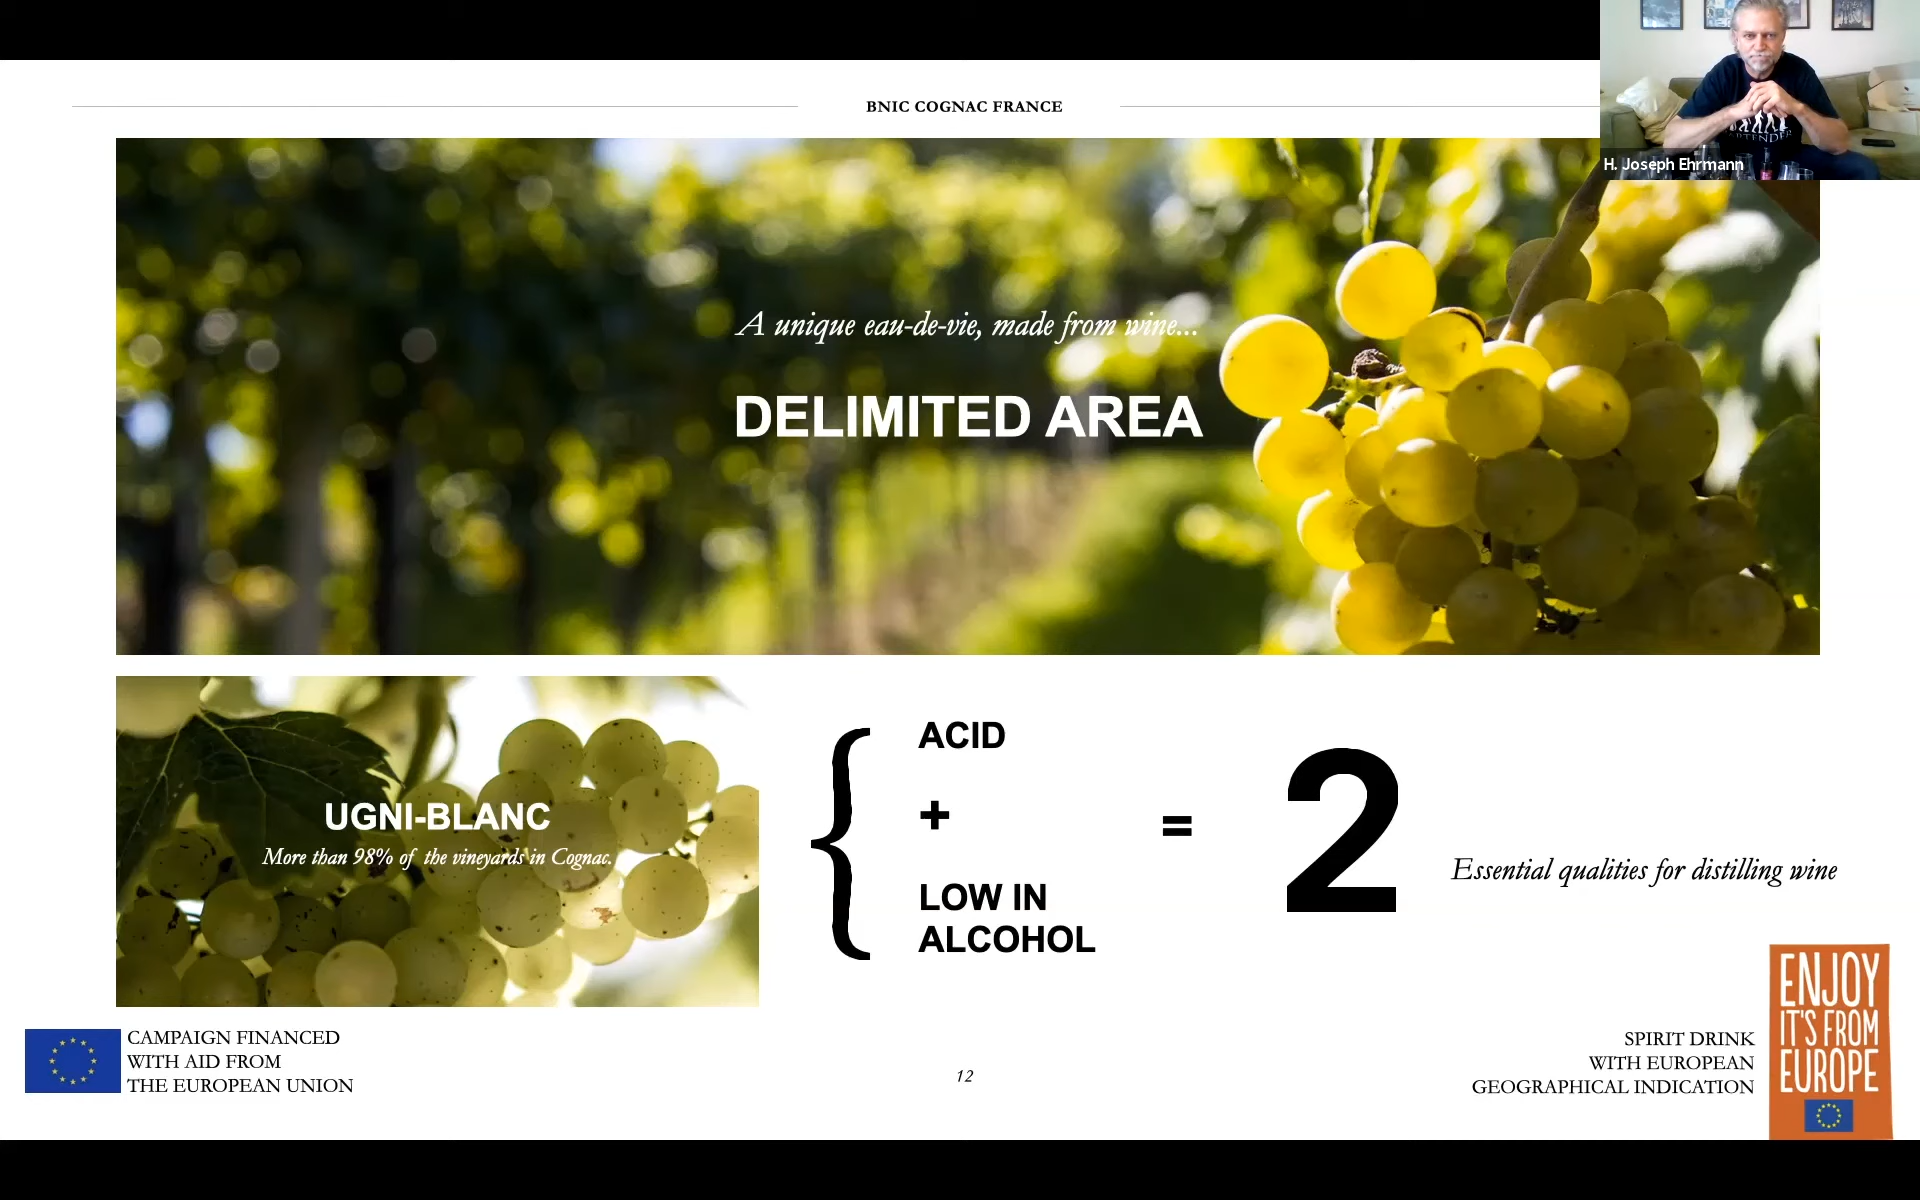 BNIC COGNAC FRANCE
H. Joseph Ehrmann
A unique eau-de-vie, made from wine...
DELIMITED AREA
UGNI-BLANC
More than 98% of the vineyards in Cognac.
ACID
+
LOW IN
ALCOHOL
=
2
Essential qualities for distilling wine
CAMPAIGN FINANCED
WITH AID FROM
THE EUROPEAN UNION
12
SPIRIT DRINK
WITH EUROPEAN
GEOGRAPHICAL INDICATION
ENJOY
IT'S FROM
EUROPE